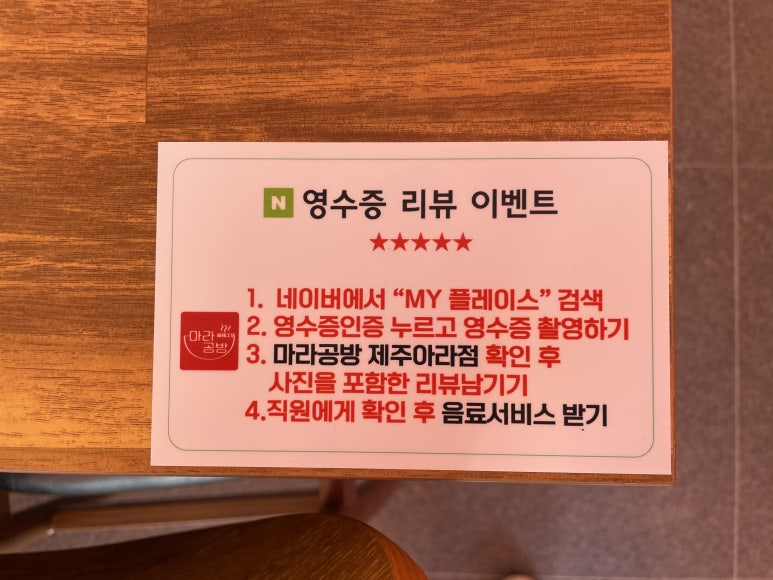 N 영수증 리뷰 이벤트
★★★★★
1. 네이버에서 “MY 플레이스” 검색
2. 영수증인증 누르고 영수증 촬영하기
3. 마라공방 제주아라점 확인 후
사진을 포함한 리뷰남기기
4.직원에게 확인 후 음료서비스 받기
마라
공방